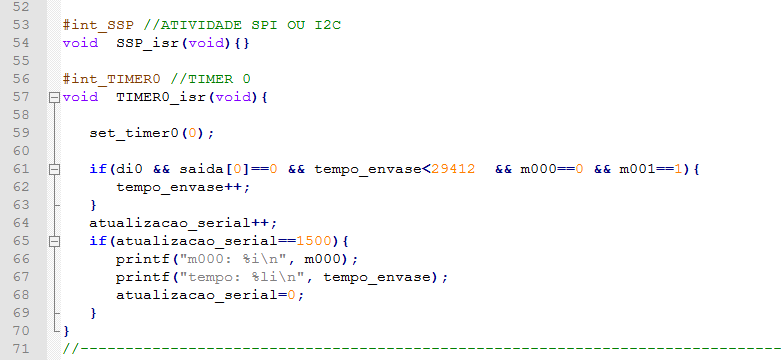 52
53 #int_SSP //ATIVIDADE SPI OU I2C
54 void  SSP_isr(void){}
55
56 #int_TIMER0 //TIMER 0
57 void  TIMER0_isr(void){
58
59    set_timer0(0);
60
61    if(di0 && saida[0]==0 && tempo_envase<29412  && m000==0 && m001==1){
62       tempo_envase++;
63    }
64    atualizacao_serial++;
65    if(atualizacao_serial==1500){
66       printf("m000: %i\n", m000);
67       printf("tempo: %li\n", tempo_envase);
68       atualizacao_serial=0;
69    }
70 }
71 //------------------------------------------------------------------------------